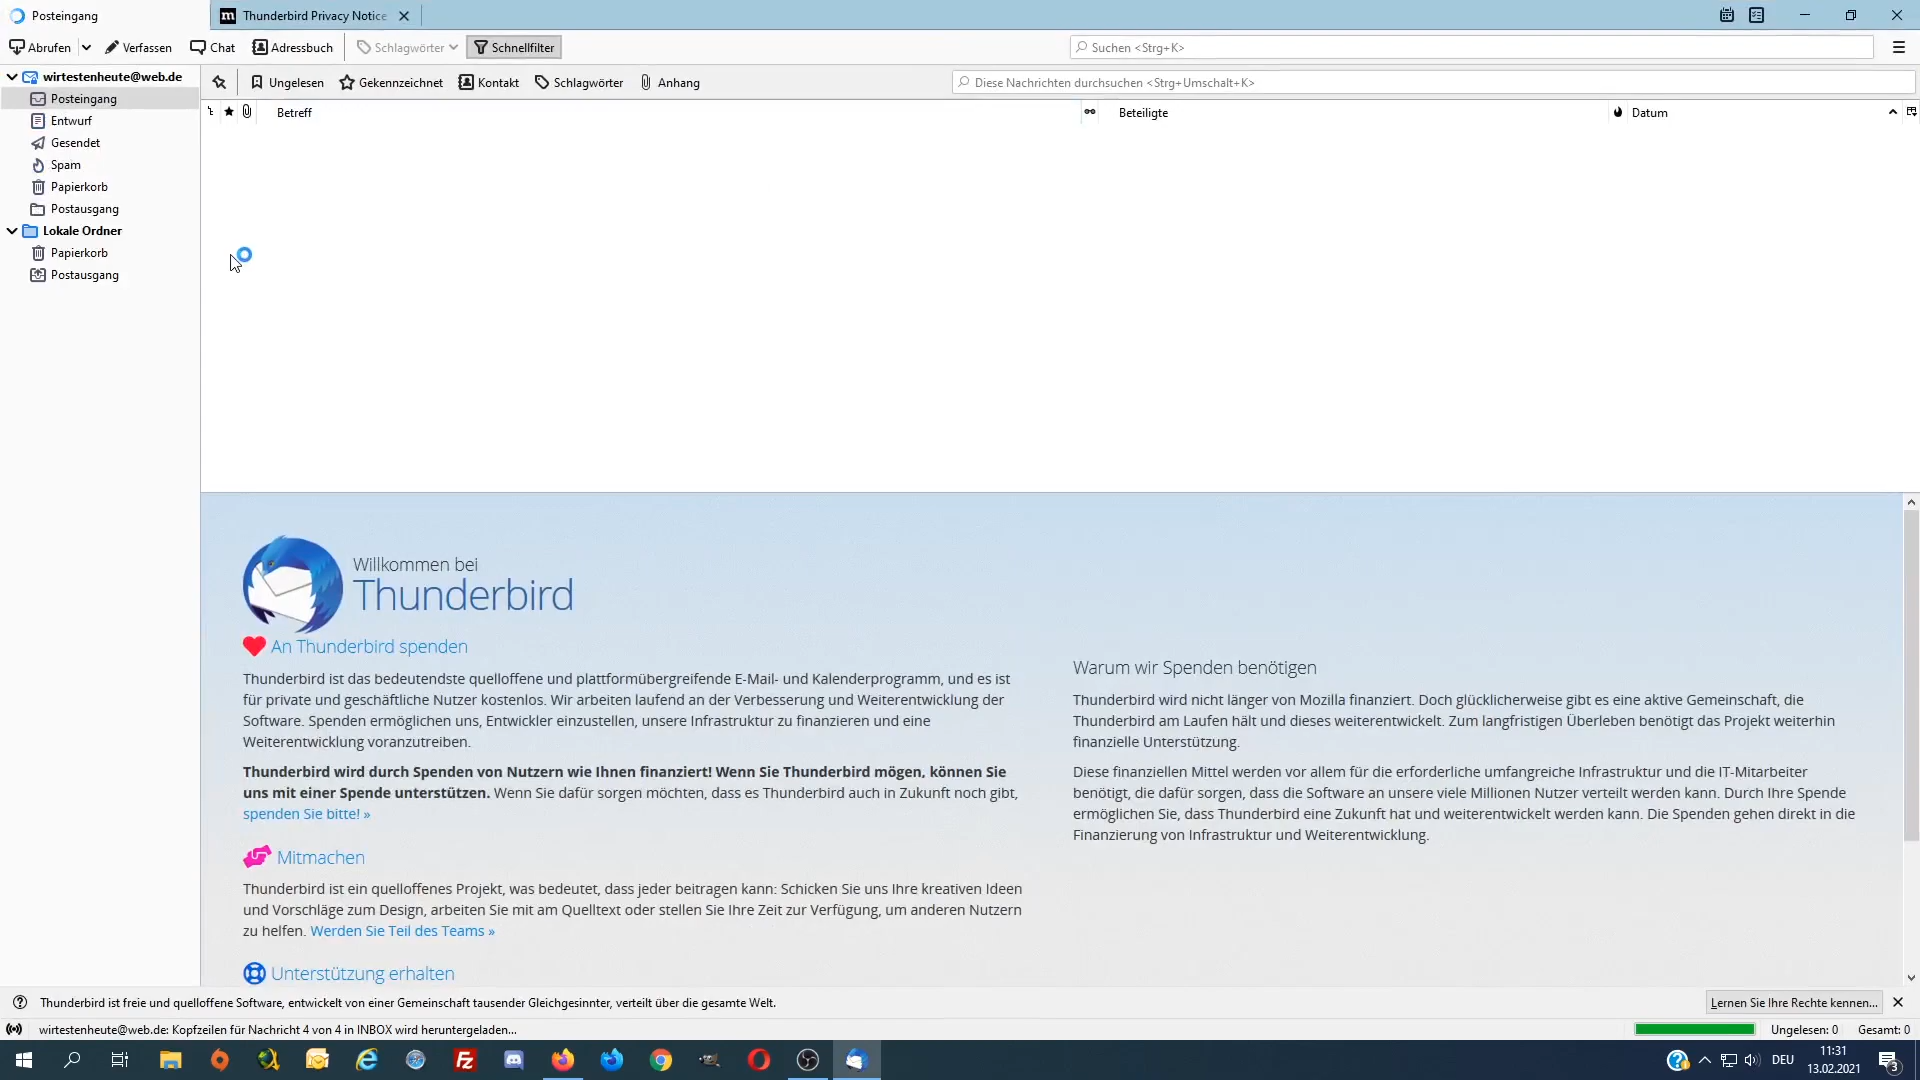 Posteingang
Thunderbird Privacy Notice
Abrufen
Verfassen
Chat
Adressbuch
Schlagwörter
Schnellfilter
Suchen <Strg+K>
wirtestenheute@web.de
Posteingang
Entwurf
Gesendet
Spam
Papierkorb
Postausgang
Lokale Ordner
Papierkorb
Postausgang
Ungelesen
Gekennzeichnet
Kontakt
Schlagwörter
Anhang
Diese Nachrichten durchsuchen <Strg+Umschalt+K>
Betreff
Beteiligte
Datum
Willkommen bei
Thunderbird
An Thunderbird spenden
Thunderbird ist das bedeutendste quelloffene und plattformübergreifende E-Mail- und Kalenderprogramm, und es ist
für private und geschäftliche Nutzer kostenlos. Wir arbeiten laufend an der Verbesserung und Weiterentwicklung der
Software. Spenden ermöglichen uns, Entwickler einzustellen, unsere Infrastruktur zu finanzieren und eine
Weiterentwicklung voranzutreiben.
Thunderbird wird durch Spenden von Nutzern wie Ihnen finanziert! Wenn Sie Thunderbird mögen, können Sie
uns mit einer Spende unterstützen. Wenn Sie dafür sorgen möchten, dass es Thunderbird auch in Zukunft noch gibt,
spenden Sie bitte! »
Mitmachen
Thunderbird ist ein quelloffenes Projekt, was bedeutet, dass jeder beitragen kann: Schicken Sie uns Ihre kreativen Ideen
und Vorschläge zum Design, arbeiten Sie mit am Quelltext oder stellen Sie Ihre Zeit zur Verfügung, um anderen Nutzern
zu helfen. Werden Sie Teil des Teams »
Unterstützung erhalten
Warum wir Spenden benötigen
Thunderbird wird nicht länger von Mozilla finanziert. Doch glücklicherweise gibt es eine aktive Gemeinschaft, die
Thunderbird am Laufen hält und dieses weiterentwickelt. Zum langfristigen Überleben benötigt das Projekt weiterhin
finanzielle Unterstützung.
Diese finanziellen Mittel werden vor allem für die erforderliche umfangreiche Infrastruktur und die IT-Mitarbeiter
benötigt, die dafür sorgen, dass die Software an unsere viele Millionen Nutzer verteilt werden kann. Durch Ihre Spende
ermöglichen Sie, dass Thunderbird eine Zukunft hat und weiterentwickelt werden kann. Die Spenden gehen direkt in die
Finanzierung von Infrastruktur und Weiterentwicklung.
Thunderbird ist freie und quelloffene Software, entwickelt von einer Gemeinschaft tausender Gleichgesinnter, verteilt über die gesamte Welt.
Lernen Sie Ihre Rechte kennen...
wirtestenheute@web.de: Kopfzeilen für Nachricht 4 von 4 in INBOX wird heruntergeladen...
Ungelesen: 0
Gesamt: 0
DEU
11:31
13.02.2021
3